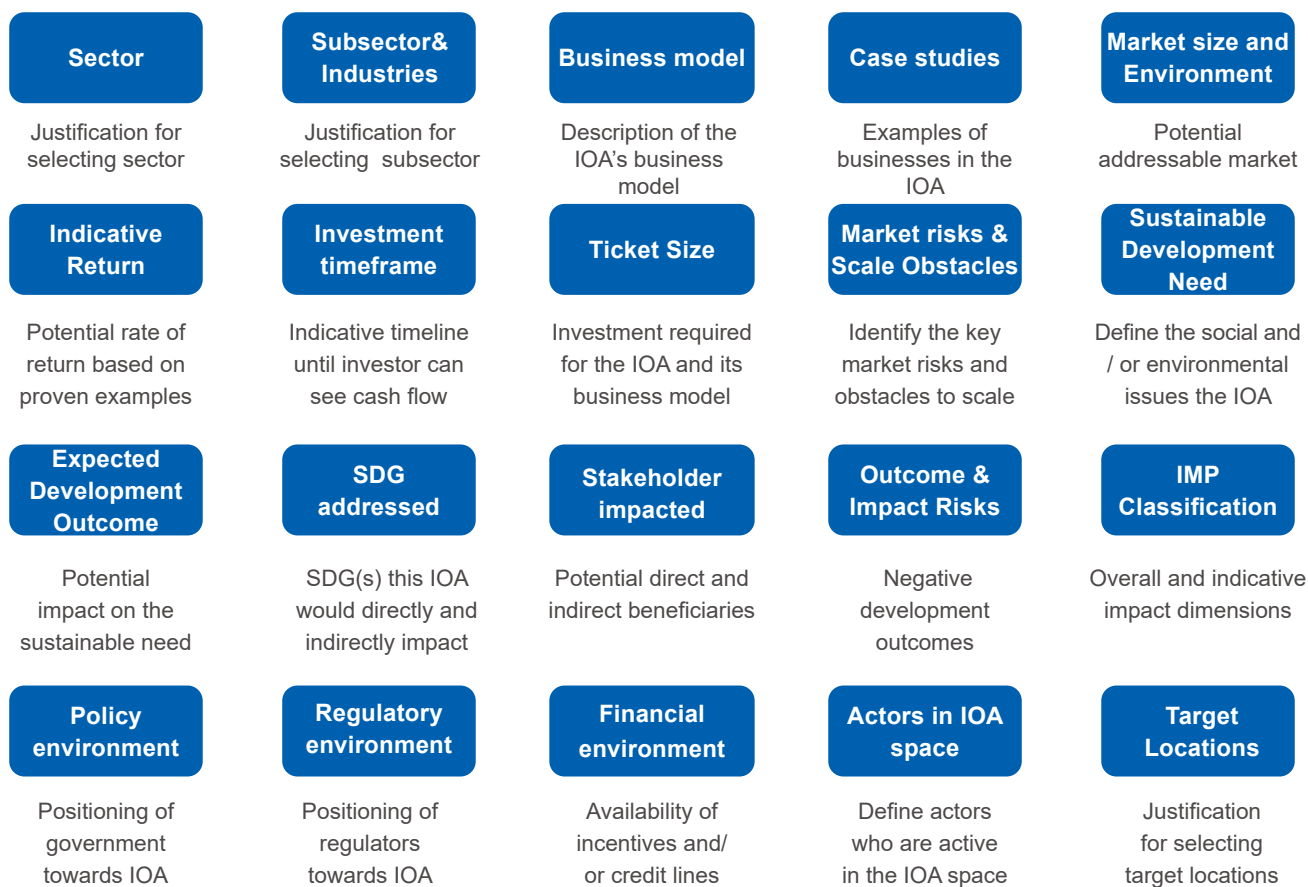 Sector
Subsector&
Industries
Business model
Case studies
Market size and
Environment
Justification for
selecting sector
Justification for
selecting subsector
Description of the
IOA's business
model
Examples of
businesses in the
IOA
Potential
addressable market
Indicative
Return
Investment
timeframe
Ticket Size
Market risks &
Scale Obstacles
Sustainable
Development
Need
Potential rate of
return based on
proven examples
Indicative timeline
until investor can
see cash flow
Investment required
for the IOA and its
business model
Identify the key
market risks and
obstacles to scale
Define the social and
/ or environmental
issues the IOA
Expected
Development
Outcome
SDG
addressed
Stakeholder
impacted
Outcome &
Impact Risks
IMP
Classification
Potential
impact on the
sustainable need
SDG(s) this IOA
would directly and
indirectly impact
Potential direct and
indirect beneficiaries
Negative
development
outcomes
Overall and indicative
impact dimensions
Policy
environment
Regulatory
environment
Financial
environment
Actors in IOA
space
Target
Locations
Positioning of
government
towards IOA
Positioning of
regulators
towards IOA
Availability of
incentives and/
or credit lines
Define actors
who are active
in the IOA space
Justification
for selecting
target locations